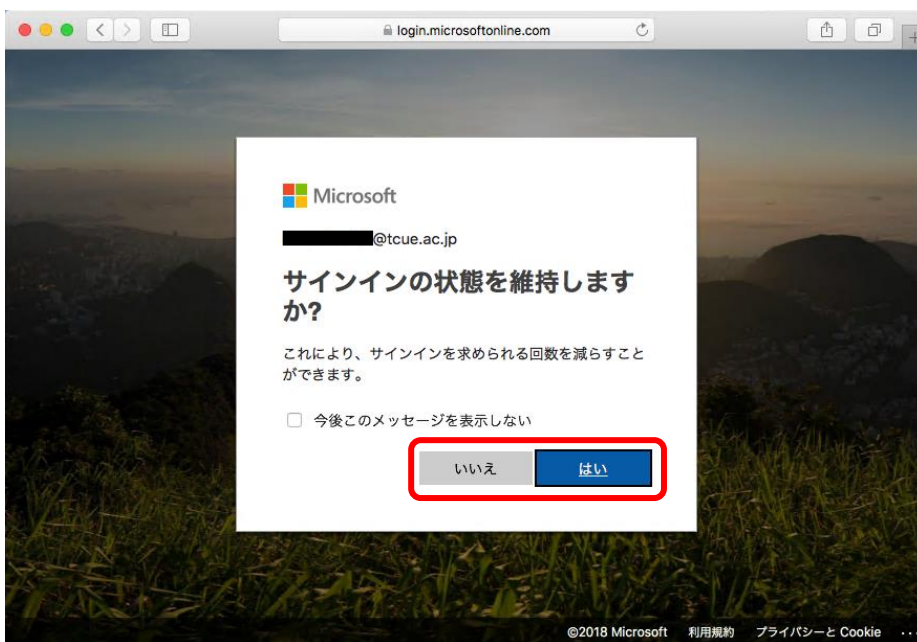 login.microsoftonline.com
Microsoft
@tcue.ac.jp
サインインの状態を維持します
か?
これにより、サインインを求められる回数を減らすこと
ができます。
今後このメッセージを表示しない
いいえ はい
©2018 Microsoft 利用規約 プライバシーと Cookie